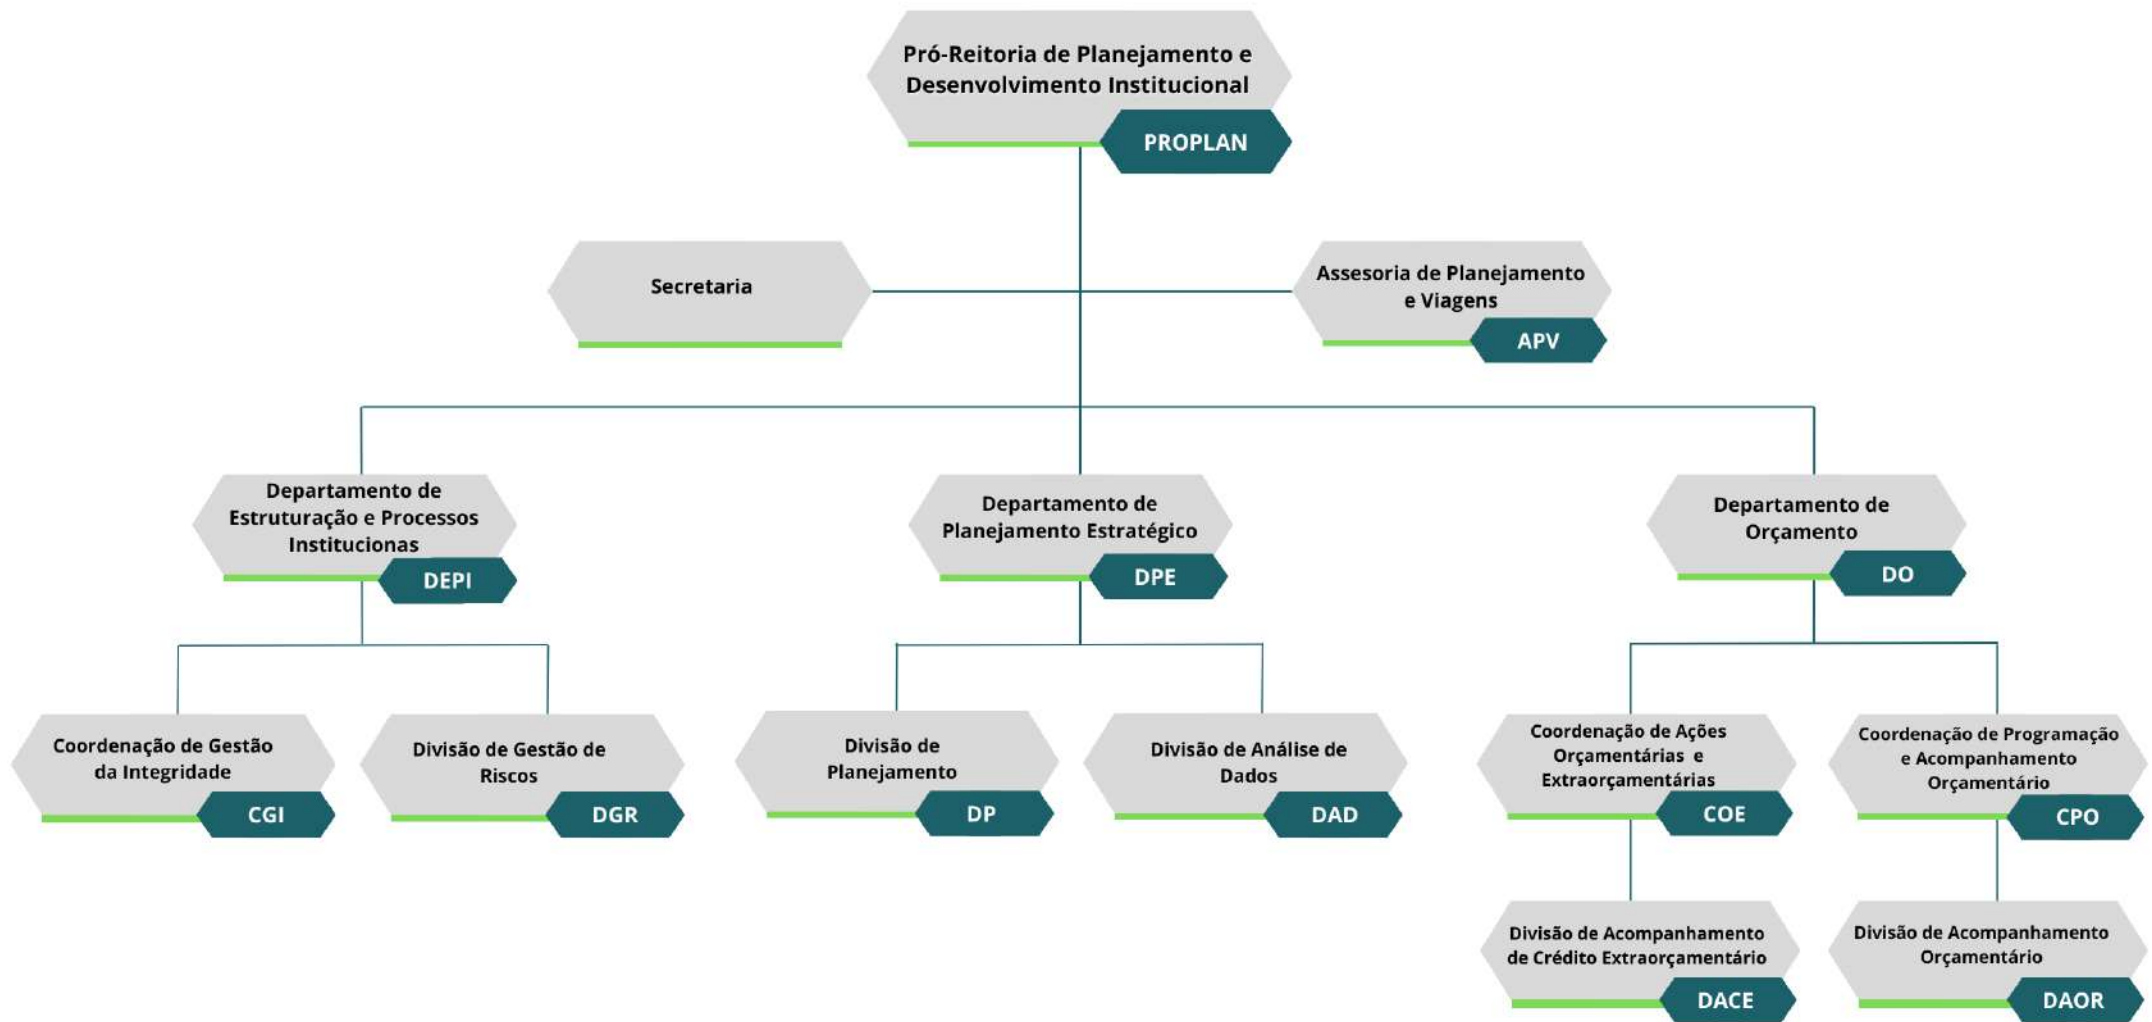 Pró-Reitoria de Planejamento e
Desenvolvimento Institucional
PROPLAN
Secretaria
Assesoria de Planejamento
e Viagens
APV
Departamento de
Estruturação e Processos
Institucionas
DEPI
Departamento de
Planejamento Estratégico
DPE
Departamento de
Orçamento
DO
Coordenação de Gestão
da Integridade
CGI
Divisão de Gestão de
Riscos
DGR
Divisão de
Planejamento
DP
Divisão de Análise de
Dados
DAD
Coordenação de Ações
Orçamentárias e
Extraorçamentárias
COE
Coordenação de Programação
e Acompanhamento
Orçamentário
CPO
Divisão de Acompanhamento
de Crédito Extraorçamentário
DACE
Divisão de Acompanhamento
Orçamentário
DAOR